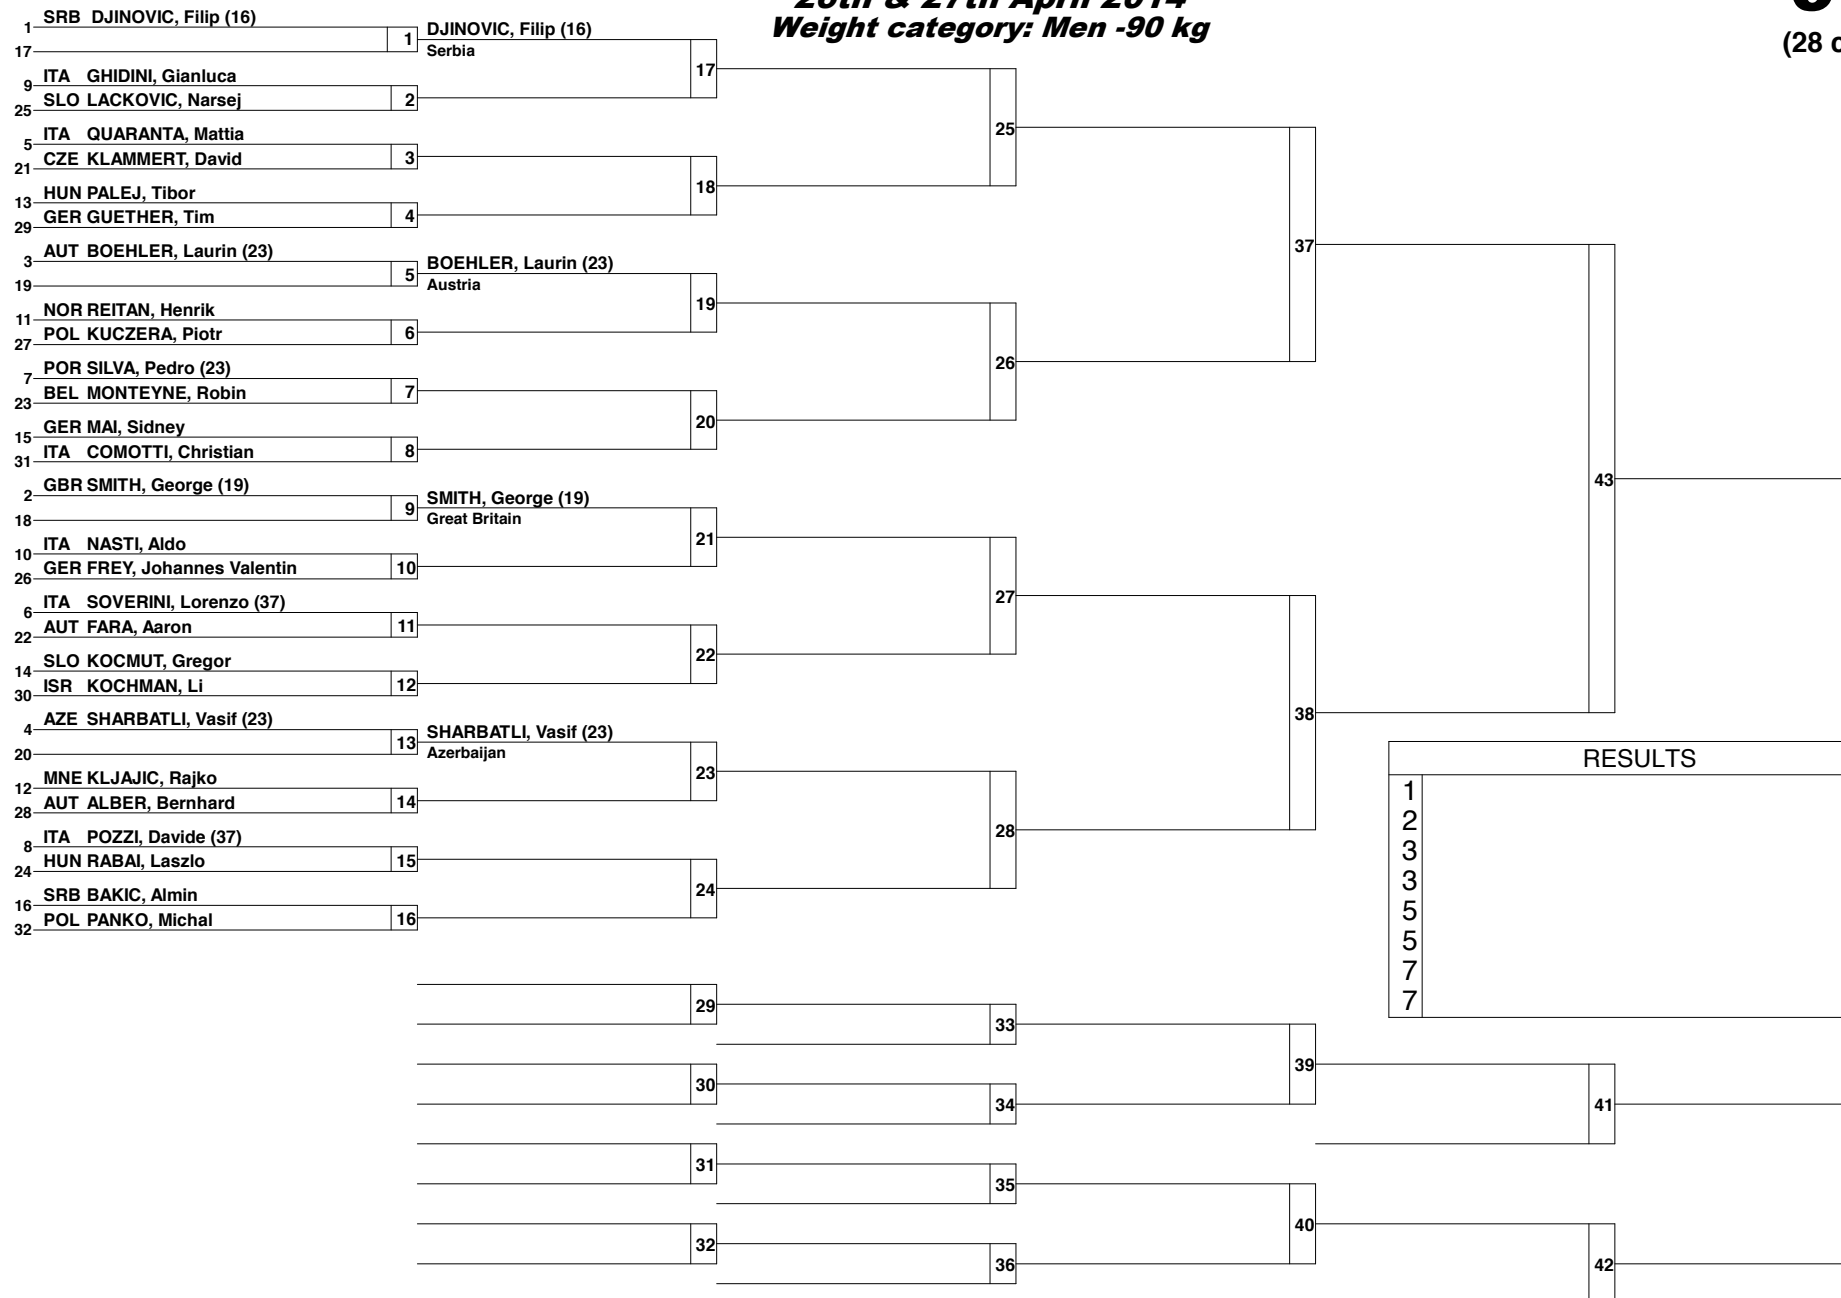 26th & 27th April 2014
Weight category: Men -90 kg
(28 c
1 SRB DJINOVIC, Filip (16)
17
1 DJINOVIC, Filip (16)
Serbia
9 ITA GHIDINI, Gianluca
25 SLO LACKOVIC, Narsej
2
17
5 ITA QUARANTA, Mattia
21 CZE KLAMMERT, David
3
13 HUN PALEJ, Tibor
29 GER GUETHER, Tim
4
18
25
3 AUT BOEHLER, Laurin (23)
19
5 BOEHLER, Laurin (23)
Austria
11 NOR REITAN, Henrik
27 POL KUCZERA, Piotr
6
19
7 POR SILVA, Pedro (23)
23 BEL MONTEYNE, Robin
7
15 GER MAI, Sidney
31 ITA COMOTTI, Christian
8
20
26
37
2 GBR SMITH, George (19)
18
9 SMITH, George (19)
Great Britain
10 ITA NASTI, Aldo
26 GER FREY, Johannes Valentin
10
21
6 ITA SOVERINI, Lorenzo (37)
22 AUT FARA, Aaron
11
14 SLO KOCMUT, Gregor
30 ISR KOCHMAN, Li
12
22
27
4 AZE SHARBATLI, Vasif (23)
20
13 SHARBATLI, Vasif (23)
Azerbaijan
12 MNE KLJAJIC, Rajko
28 AUT ALBER, Bernhard
14
23
8 ITA POZZI, Davide (37)
24 HUN RABAI, Laszlo
15
16 SRB BAKIC, Almin
32 POL PANKO, Michal
16
24
28
38
43
RESULTS
1
2
3
3
5
5
7
7
29
33
30
34
39
41
31
35
32
36
40
42